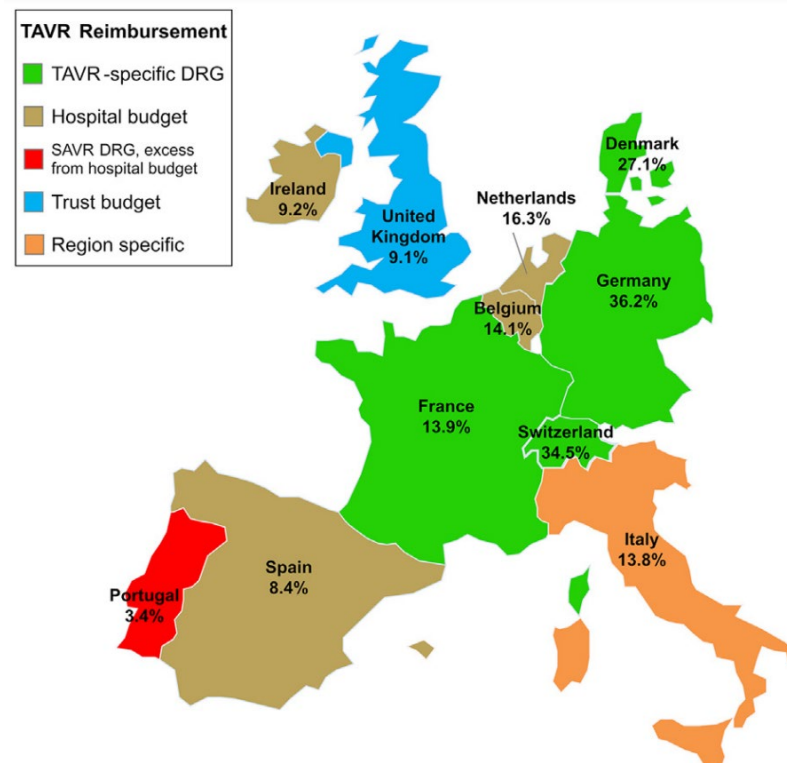 TAVR Reimbursement
TAVR-specific DRG
Hospital budget
SAVR DRG, excess
from hospital budget
Trust budget
Region specific
Denmark
27.1%
Ireland
9.2%
Netherlands
16.3%
United
Kingdom
9.1%
Germany
36.2%
Belgium
14.1%
France
13.9%
Switzerland
34.5%
Italy
13.8%
Spain
8.4%
Portugal
3.4%